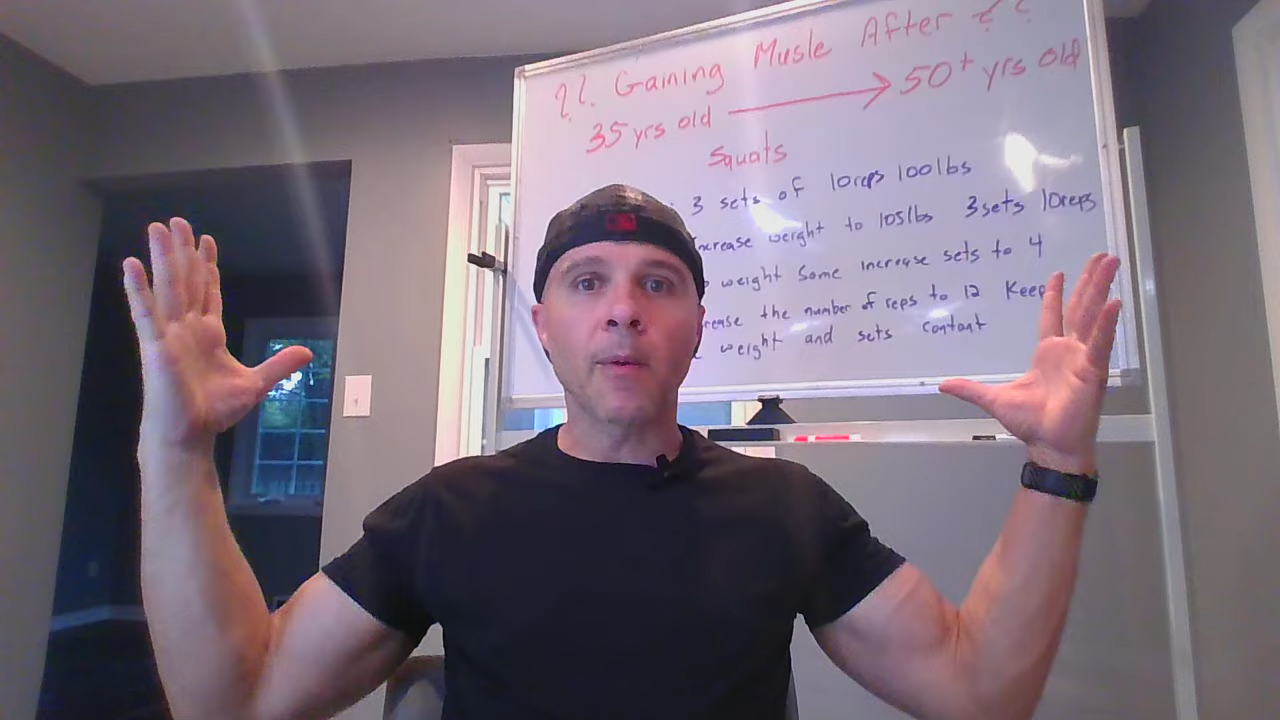 ?? Gaining Musle After ? ?
35 yrs old → 50+ yrs old
Squats
3 sets of 10reps 100lbs
ncrease weight to 105lbs 3sets 10reps
weight Some increase sets to 4
rease the number of reps to 12 Keep
weight and sets contant